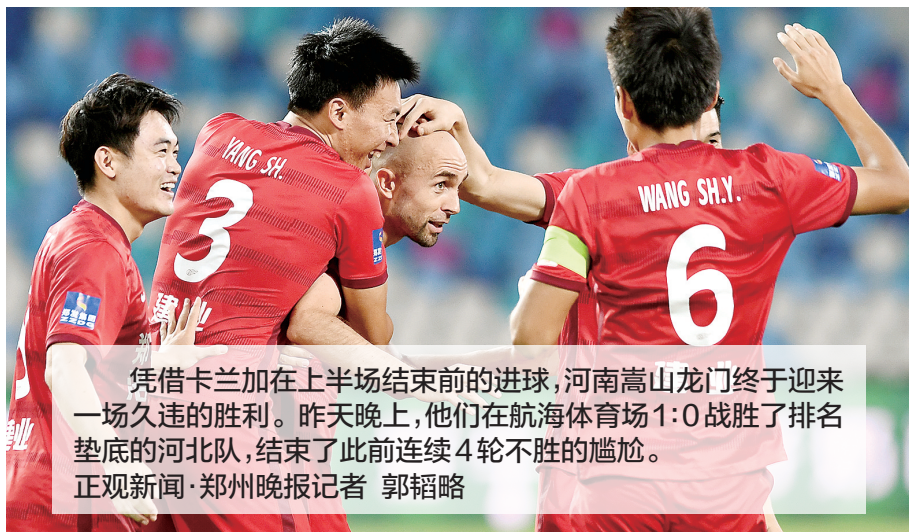 YANG SH.
3
WANG SH.Y.
6
建业
凭借卡兰加在上半场结束前的进球,河南嵩山龙门终于迎来
一场久违的胜利。昨天晚上,他们在航海体育场1:0战胜了排名
垫底的河北队,结束了此前连续4轮不胜的尴尬。
正观新闻·郑州晚报记者 郭韬略